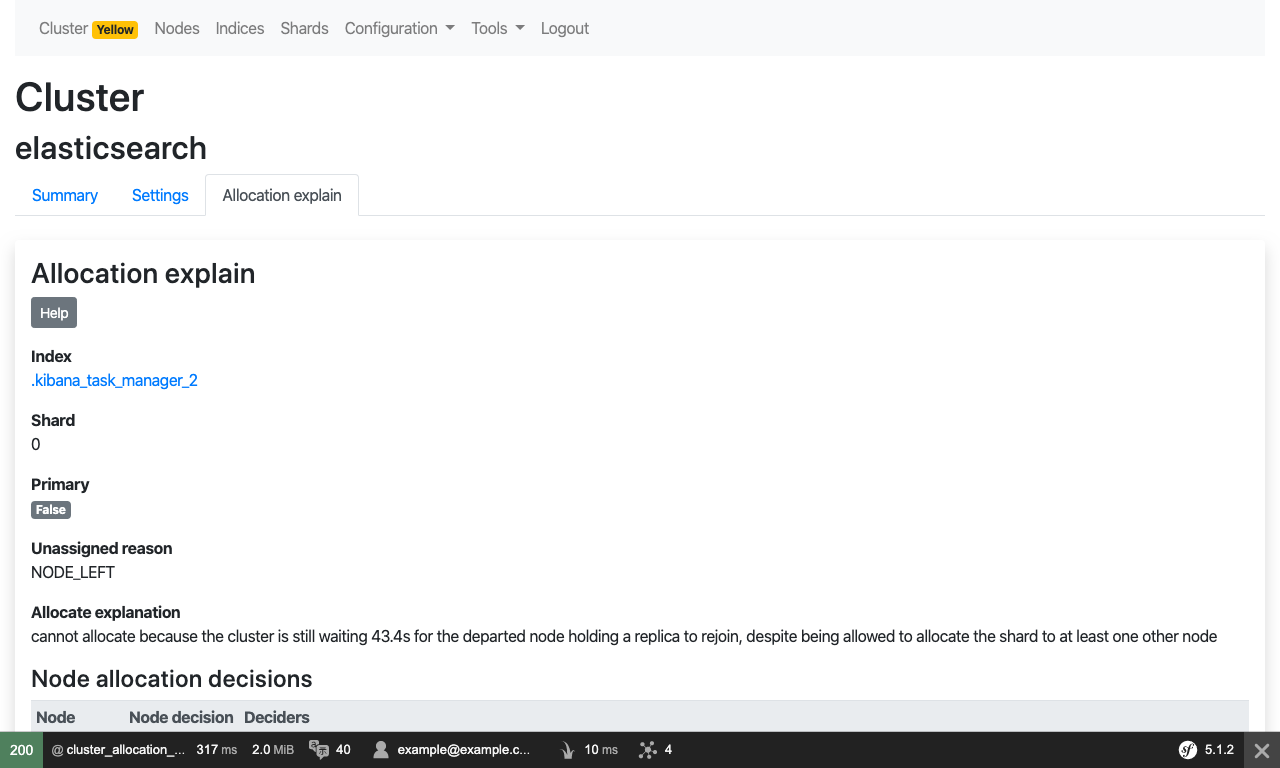 Cluster Yellow Nodes Indices Shards Configuration Tools Logout
Cluster
elasticsearch
Summary Settings Allocation explain
Allocation explain
Help
Index
.kibana_task_manager_2
Shard
0
Primary
False
Unassigned reason
NODE_LEFT
Allocate explanation
cannot allocate because the cluster is still waiting 43.4s for the departed node holding a replica to rejoin, despite being allowed to allocate the shard to at least one other node
Node allocation decisions
Node Node decision Deciders
200 @ cluster_allocation_... 317 ms 2.0 MiB 40 example@example.c... 10 ms 4 sf 5.1.2